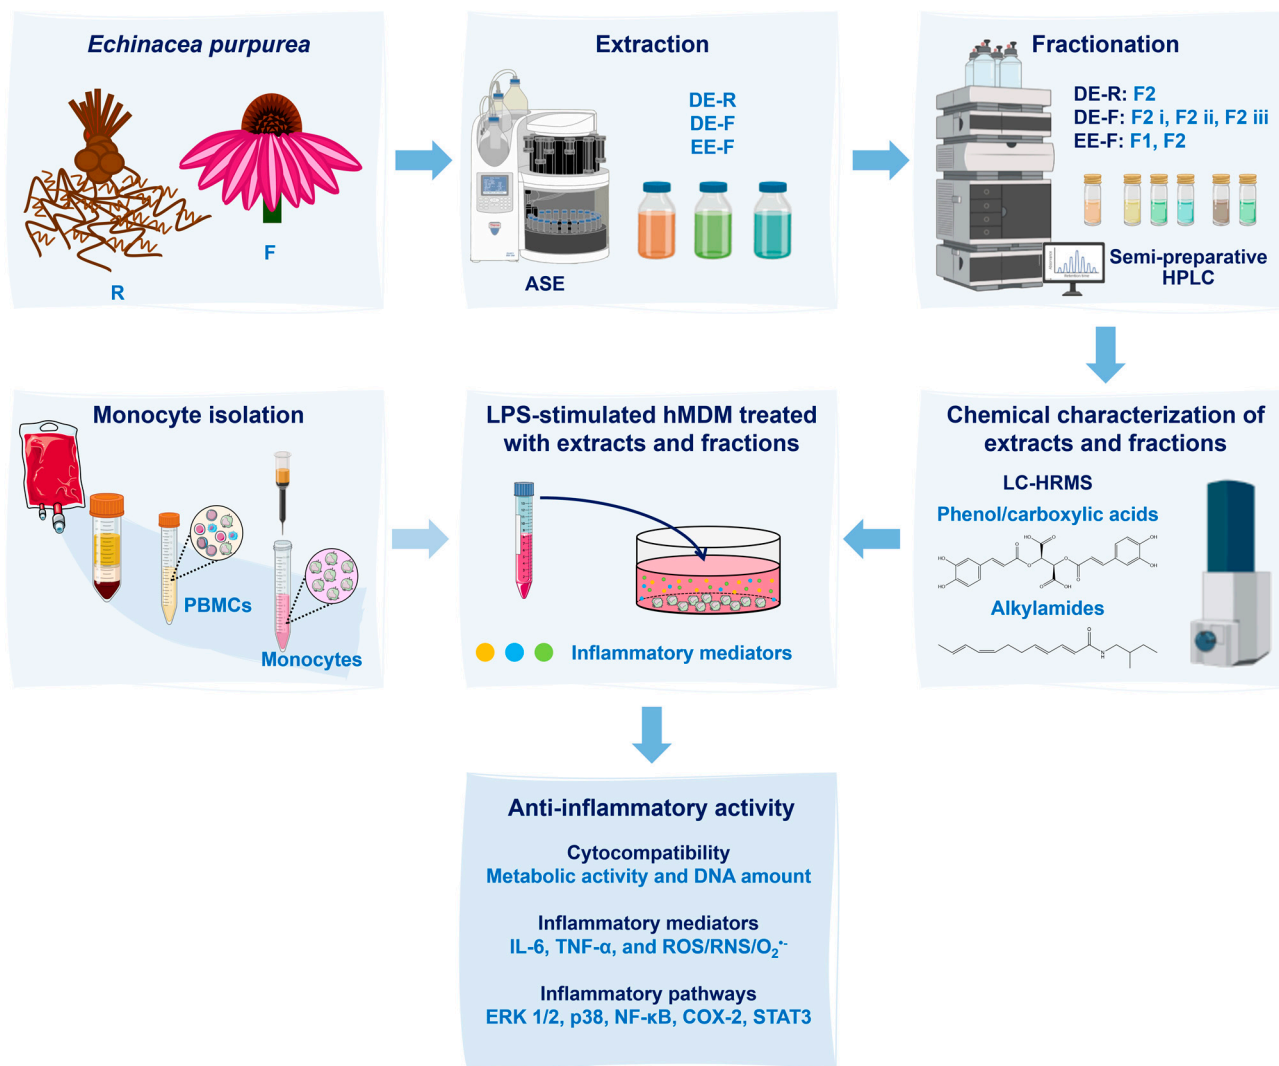 Echinacea purpurea
R
F
Extraction
DE-R
DE-F
EE-F
ASE
Fractionation
DE-R: F2
DE-F: F2 i, F2 ii, F2 iii
EE-F: F1, F2
Semi-preparative
HPLC
Monocyte isolation
PBMCs
Monocytes
LPS-stimulated hMDM treated
with extracts and fractions
Inflammatory mediators
Chemical characterization of
extracts and fractions
LC-HRMS
Phenol/carboxylic acids
Alkylamides
Anti-inflammatory activity
Cytocompatibility
Metabolic activity and DNA amount
Inflammatory mediators
IL-6, TNF-α, and ROS/RNS/O₂•-
Inflammatory pathways
ERK 1/2, p38, NF-κB, COX-2, STAT3